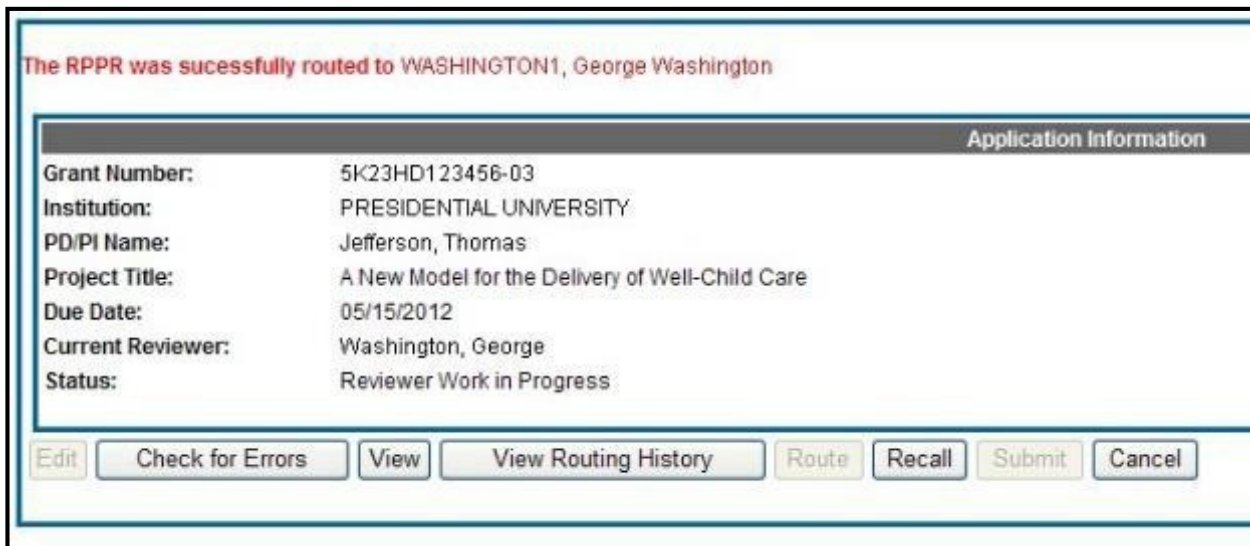 The RPPR was sucessfully routed to WASHINGTON1, George Washington
Application Information
Grant Number: 5K23HD123456-03
Institution: PRESIDENTIAL UNIVERSITY
PD/PI Name: Jefferson, Thomas
Project Title: A New Model for the Delivery of Well-Child Care
Due Date: 05/15/2012
Current Reviewer: Washington, George
Status: Reviewer Work in Progress
Edit Check for Errors View View Routing History Route Recall Submit Cancel